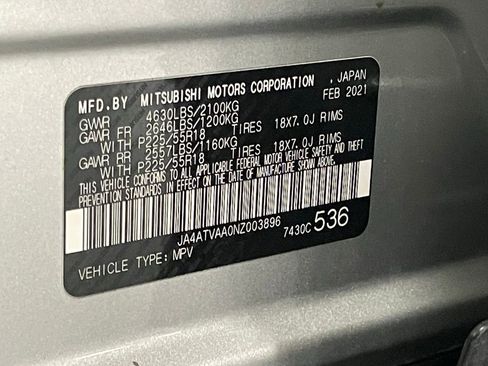 MFD.BY MITSUBISHI MOTORS CORPORATION , JAPAN
FEB 2021
GVWR 4630LBS/2100KG
GAWR FR 2646LBS/1200KG
WITH P225/55R18 18X7.0J RIMS
GAWR RR 2557LBS/1160KG
WITH P225/55R18 18X7.0J RIMS
THIS VEHICLE CONFORMS TO ALL APPLICABLE FEDERAL MOTOR VEHICLE SAFETY AND THEFT
PREVENTION STANDARDS IN EFFECT ON THE DATE OF MANUFACTURE SHOWN ABOVE.
JA4ATVAA0NZ003896 7430C 536
VEHICLE TYPE: MPV